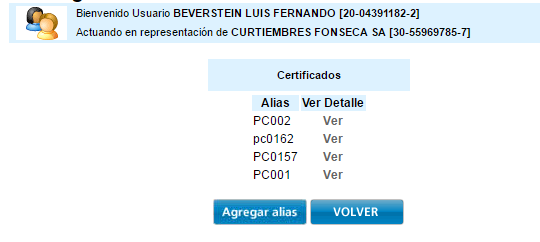 Bienvenido Usuario BEVERSTEIN LUIS FERNANDO [20-04391182-2]
Actuando en representación de CURTIEMBRES FONSECA SA [30-55969785-7]
Certificados
Alias Ver Detalle
PC002 Ver
pc0162 Ver
PC0157 Ver
PC001 Ver
Agregar alias VOLVER